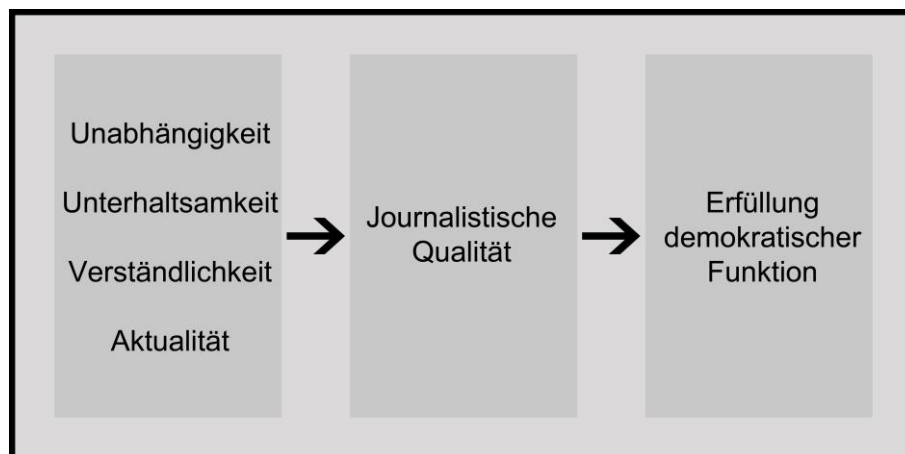 Unabhängigkeit
Unterhaltsamkeit
Verständlichkeit
Aktualität
Journalistische
Qualität
Erfüllung
demokratischer
Funktion